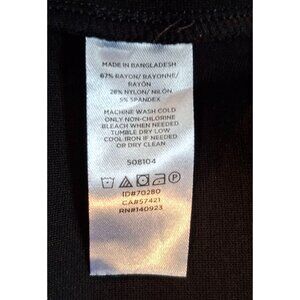 MADE IN BANGLADESH
67% RAYON/ RAYONNE/
RAYÓN
28% NYLON/ NILÓN
5% SPANDEX
MACHINE WASH COLD
ONLY NON-CHLORINE
BLEACH WHEN NEEDED
TUMBLE DRY LOW
COOL IRON IF NEEDED
OR DRY CLEAN
508104
ID#70280
CA#57421
RN#140923